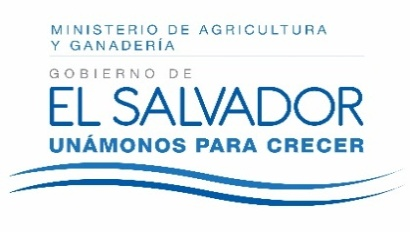 MINISTERIO DE AGRICULTURA
Y GANADERÍA
GOBIERNO DE
EL SALVADOR
UNÁMONOS PARA CRECER